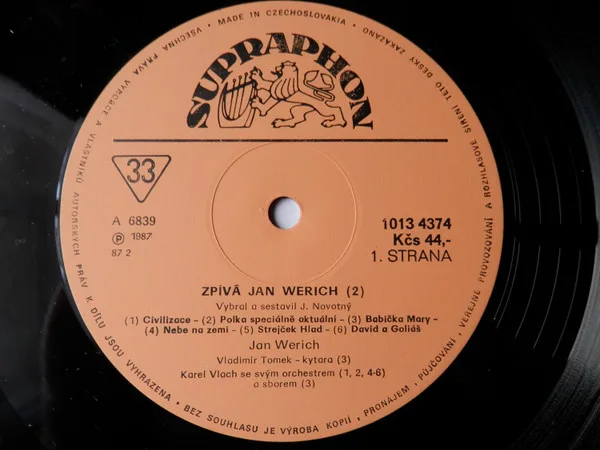 • MADE IN CZECHOSLOVAKIA • VŠECHNA PRÁVA VÝROBCE A VLASTNÍKŮ AUTORSKÝCH PRÁV K DÍLU JSOU VYHRAZENA • BEZ SOUHLASU JE VÝROBA KOPIÍ, PRONÁJEM, PŮJČOVÁNÍ, VEŘEJNÉ PROVOZOVÁNÍ A ROZHLASOVÉ ŠÍŘENÍ TÉTO DESKY ZAKÁZÁNO
SUPRAPHON
33
A 6839
Ⓟ 1987
87 2
1013 4374
Kčs 44,-
1. STRANA
ZPÍVÁ JAN WERICH (2)
Vybral a sestavil J. Novotný
(1) Civilizace – (2) Polka speciálně aktuální – (3) Babička Mary –
(4) Nebe na zemi – (5) Strejček Hlad – (6) David a Goliáš
Jan Werich
Vladimír Tomek – kytara (3)
Karel Vlach se svým orchestrem (1, 2, 4-6)
a sborem (3)